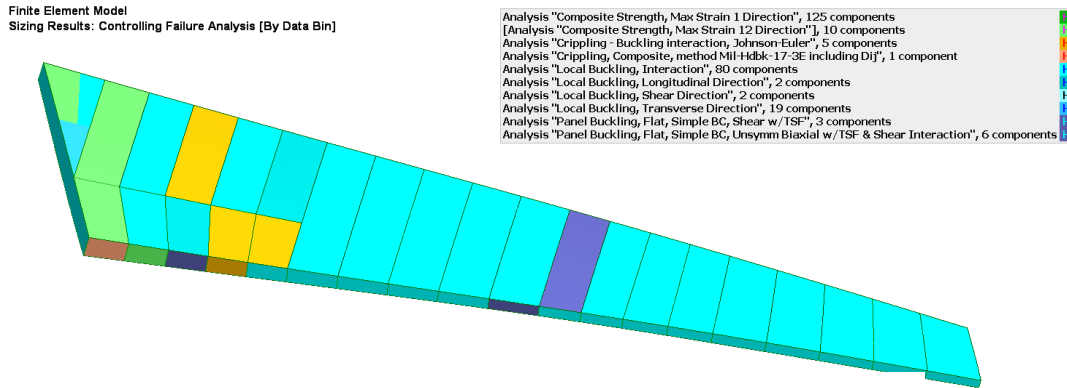 Finite Element Model
Sizing Results: Controlling Failure Analysis [By Data Bin]
Analysis "Composite Strength, Max Strain 1 Direction", 125 components
[Analysis "Composite Strength, Max Strain 12 Direction"], 10 components
Analysis "Crippling - Buckling interaction, Johnson-Euler", 5 components
Analysis "Crippling, Composite, method Mil-Hdbk-17-3E including Dij", 1 component
Analysis "Local Buckling, Interaction", 80 components
Analysis "Local Buckling, Longitudinal Direction", 2 components
Analysis "Local Buckling, Shear Direction", 2 components
Analysis "Local Buckling, Transverse Direction", 19 components
Analysis "Panel Buckling, Flat, Simple BC, Shear w/TSF", 3 components
Analysis "Panel Buckling, Flat, Simple BC, Unsymm Biaxial w/TSF & Shear Interaction", 6 components